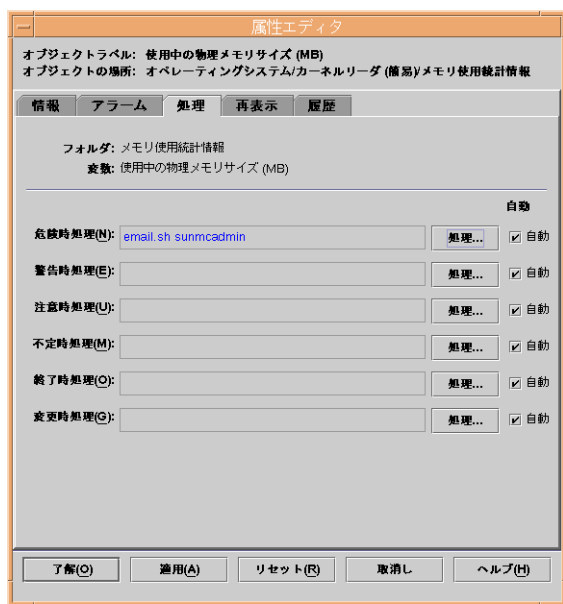 属性エディタ
オブジェクトラベル: 使用中の物理メモリサイズ (MB)
オブジェクトの場所: オペレーティングシステム/カーネルリーダ (簡易)/メモリ使用統計情報
情報 アラーム 処理 再表示 履歴
フォルダ: メモリ使用統計情報
変数: 使用中の物理メモリサイズ (MB)
自動
危険時処理(N): email.sh sunmcadmin 処理... 自動
警告時処理(E): 処理... 自動
注意時処理(U): 処理... 自動
不定時処理(M): 処理... 自動
終了時処理(O): 処理... 自動
変更時処理(G): 処理... 自動
了解(O) 適用(A) リセット(R) 取消し ヘルプ(H)